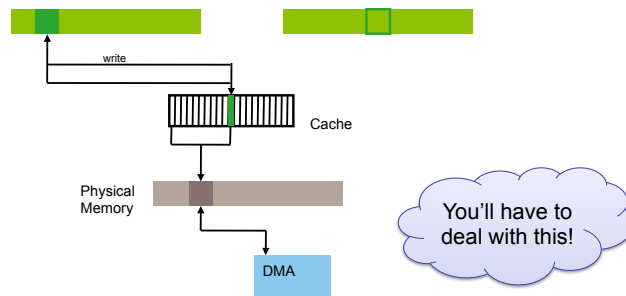 write
Cache
Physical
Memory
You'll have to
deal with this!
DMA